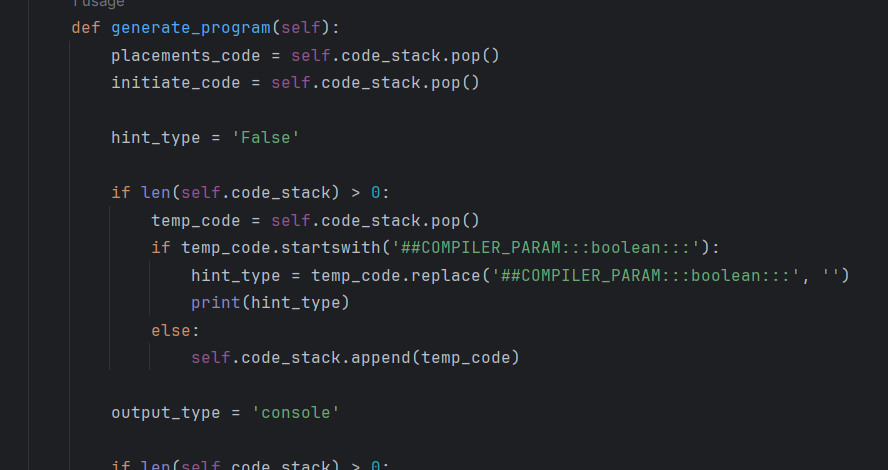 1 usage
def generate_program(self):
    placements_code = self.code_stack.pop()
    initiate_code = self.code_stack.pop()

    hint_type = 'False'

    if len(self.code_stack) > 0:
        temp_code = self.code_stack.pop()
        if temp_code.startswith('##COMPILER_PARAM:::boolean:::'):
            hint_type = temp_code.replace('##COMPILER_PARAM:::boolean:::', '')
            print(hint_type)
        else:
            self.code_stack.append(temp_code)

    output_type = 'console'

    if len(self.code_stack) > 0: